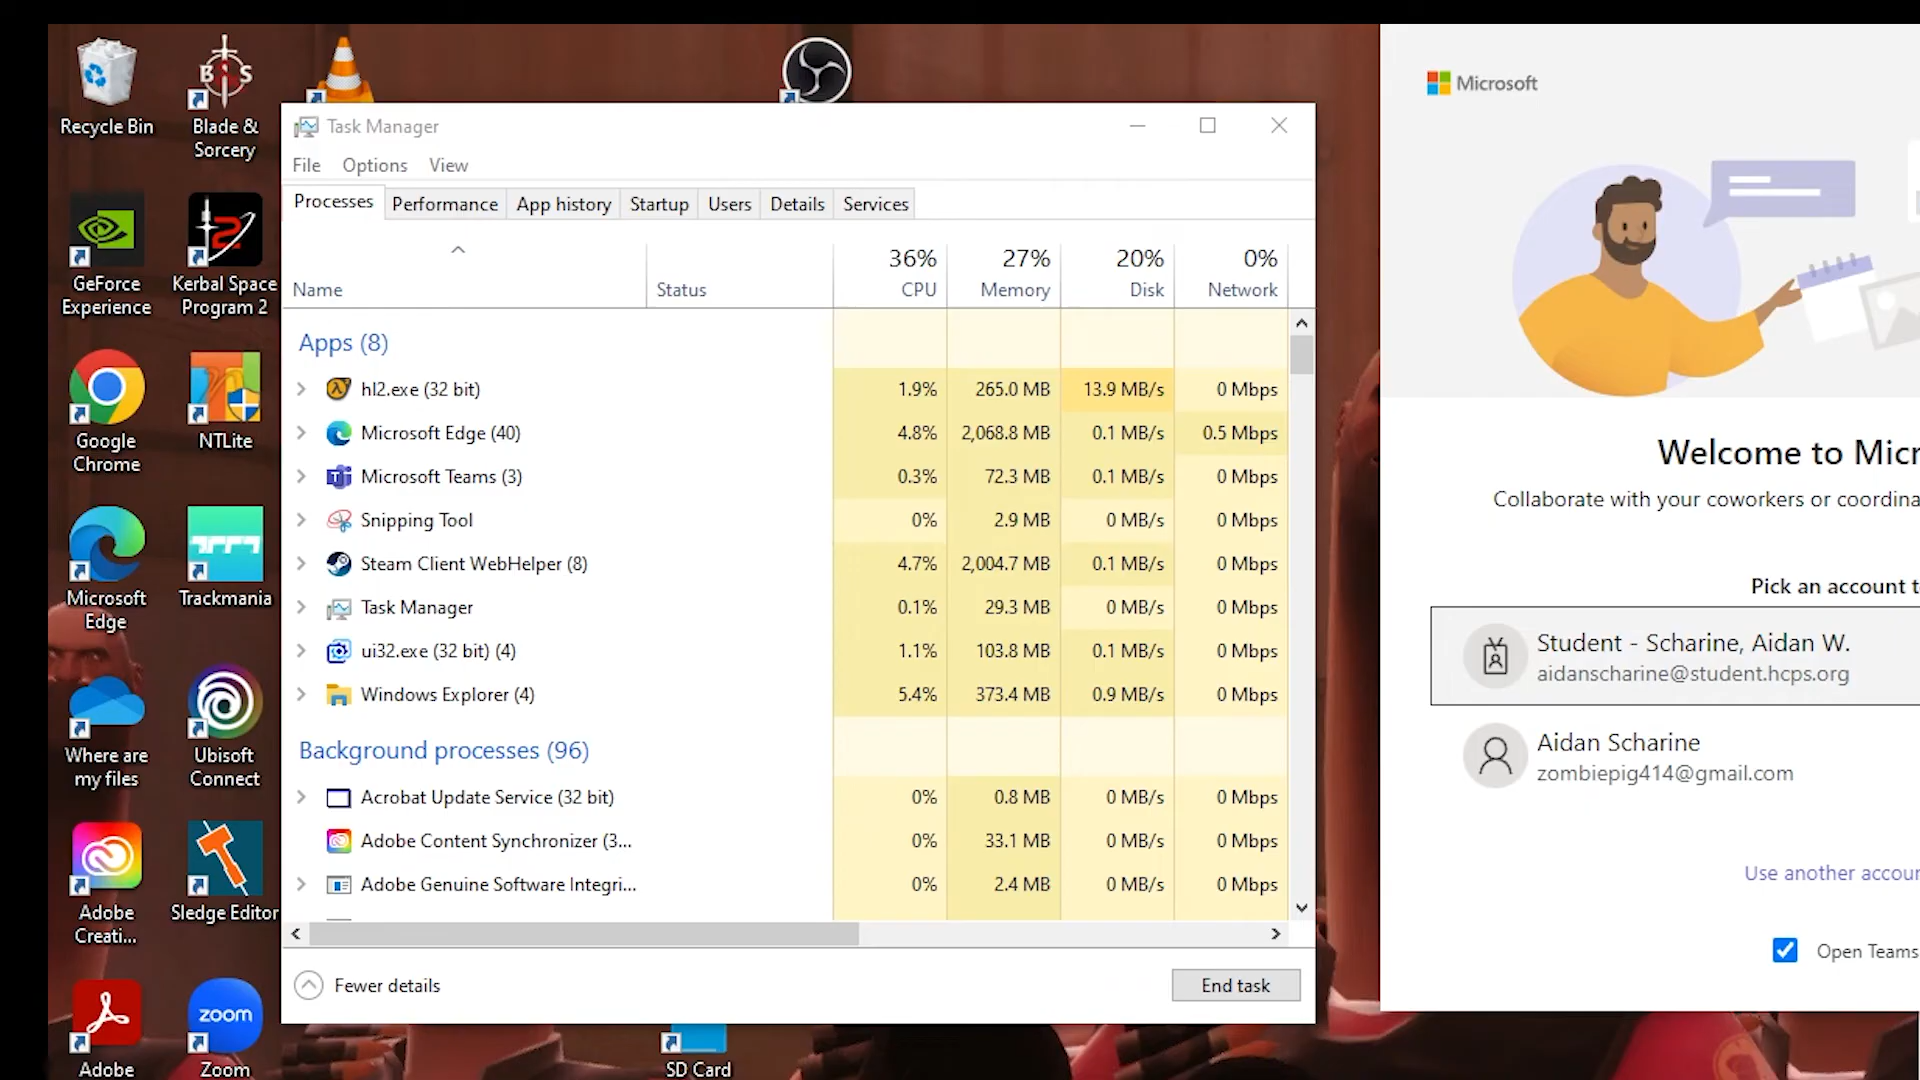 Recycle Bin
Blade &
Sorcery
GeForce
Experience
Kerbal Space
Program 2
Google
Chrome
NTLite
Microsoft
Edge
Trackmania
Where are
my files
Ubisoft
Connect
Adobe
Creati...
Sledge Editor
Adobe
zoom
Zoom
SD Card
Task Manager
File Options View
Processes Performance App history Startup Users Details Services
36% 27% 20% 0%
Name Status CPU Memory Disk Network
Apps (8)
hl2.exe (32 bit) 1.9% 265.0 MB 13.9 MB/s 0 Mbps
Microsoft Edge (40) 4.8% 2,068.8 MB 0.1 MB/s 0.5 Mbps
Microsoft Teams (3) 0.3% 72.3 MB 0.1 MB/s 0 Mbps
Snipping Tool 0% 2.9 MB 0 MB/s 0 Mbps
Steam Client WebHelper (8) 4.7% 2,004.7 MB 0.1 MB/s 0 Mbps
Task Manager 0.1% 29.3 MB 0 MB/s 0 Mbps
ui32.exe (32 bit) (4) 1.1% 103.8 MB 0.1 MB/s 0 Mbps
Windows Explorer (4) 5.4% 373.4 MB 0.9 MB/s 0 Mbps
Background processes (96)
Acrobat Update Service (32 bit) 0% 0.8 MB 0 MB/s 0 Mbps
Adobe Content Synchronizer (3... 0% 33.1 MB 0 MB/s 0 Mbps
Adobe Genuine Software Integri... 0% 2.4 MB 0 MB/s 0 Mbps
Fewer details
End task
Microsoft
Welcome to Micr
Collaborate with your coworkers or coordina
Pick an account t
Student - Scharine, Aidan W.
aidanscharine@student.hcps.org
Aidan Scharine
zombiepig414@gmail.com
Use another accoun
Open Teams